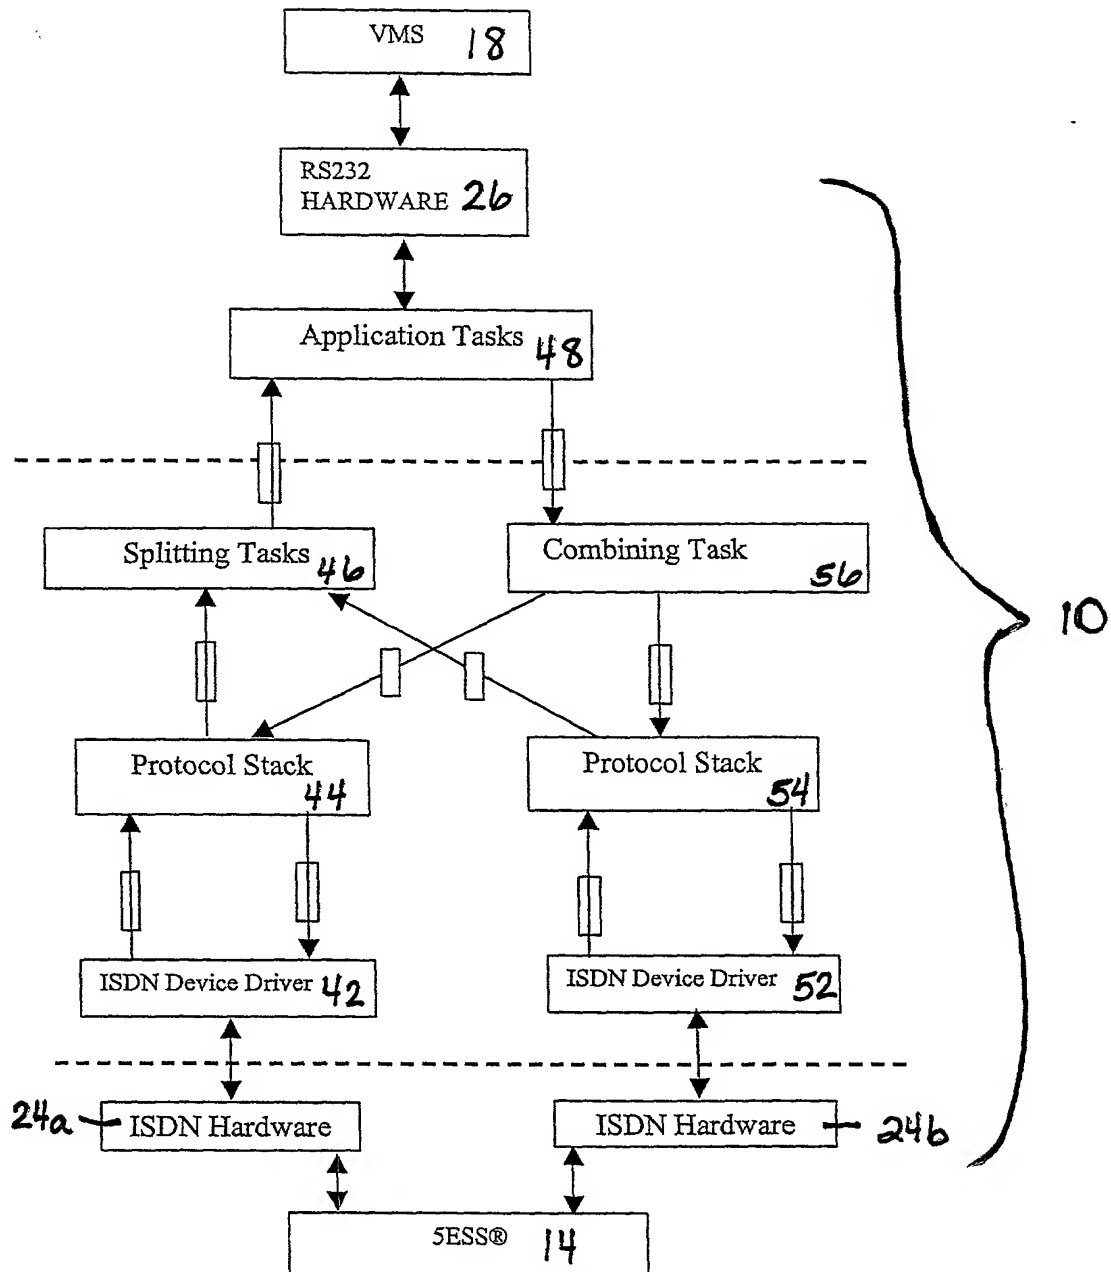 VMS 18
RS232
HARDWARE 26
Application Tasks 48
Splitting Tasks 46
Combining Task 56
10
Protocol Stack 44
Protocol Stack 54
ISDN Device Driver 42
ISDN Device Driver 52
24a ISDN Hardware
ISDN Hardware 24b
5ESS® 14